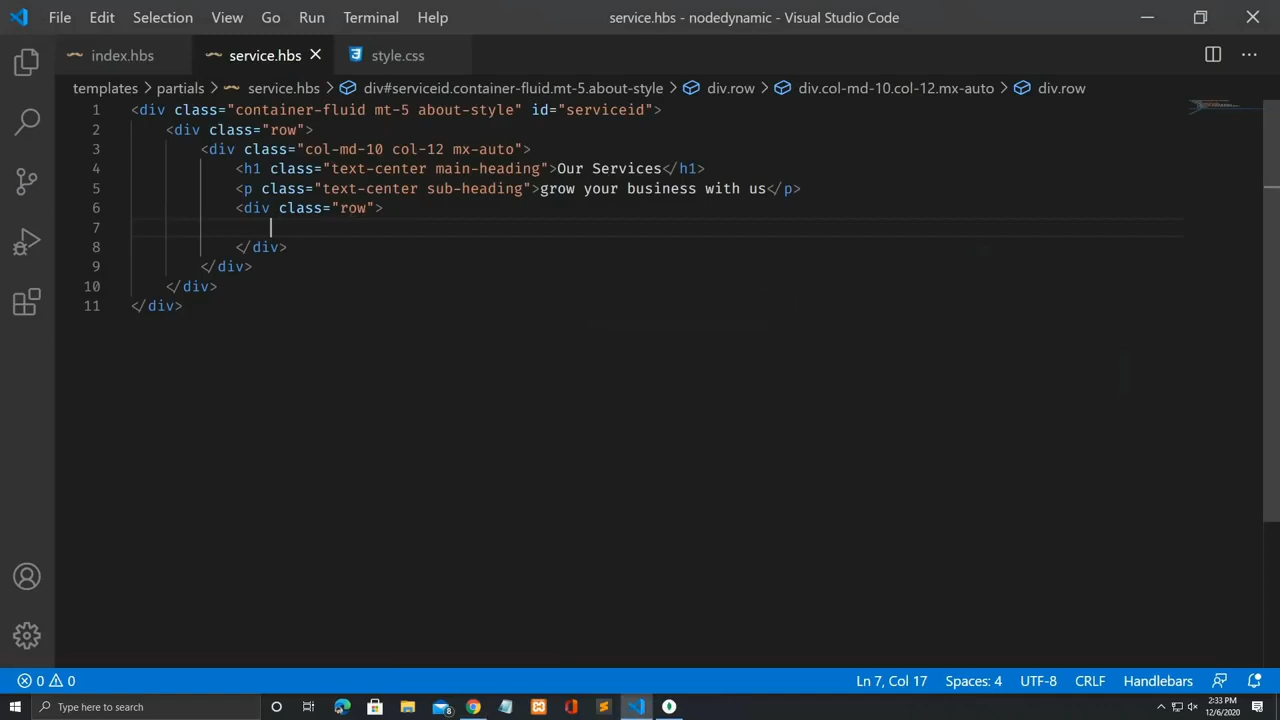 File Edit Selection View Go Run Terminal Help service.hbs - nodedynamic - Visual Studio Code
index.hbs service.hbs style.css
templates > partials > service.hbs > div#serviceid.container-fluid.mt-5.about-style > div.row > div.col-md-10.col-12.mx-auto > div.row
1 <div class="container-fluid mt-5 about-style" id="serviceid">
2 <div class="row">
3 <div class="col-md-10 col-12 mx-auto">
4 <h1 class="text-center main-heading">Our Services</h1>
5 <p class="text-center sub-heading">grow your business with us</p>
6 <div class="row">
7
8 </div>
9 </div>
10 </div>
11 </div>
0 0 Ln 7, Col 17 Spaces: 4 UTF-8 CRLF Handlebars
Type here to search 8 2:33 PM
12/6/2020